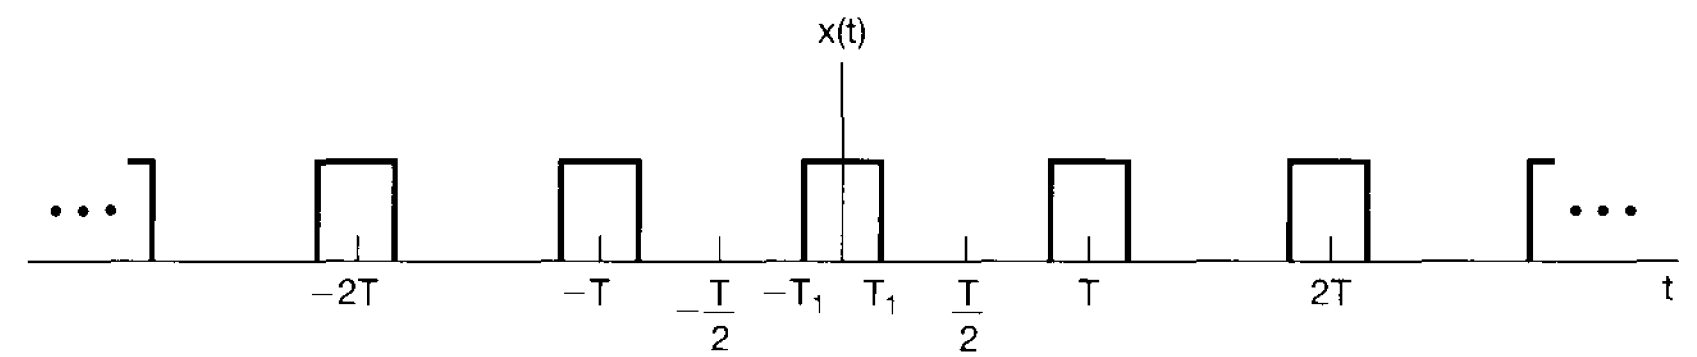 x(t)
• • •
• • •
−2T
−T
−T/2
−T₁
T₁
T/2
T
2T
t